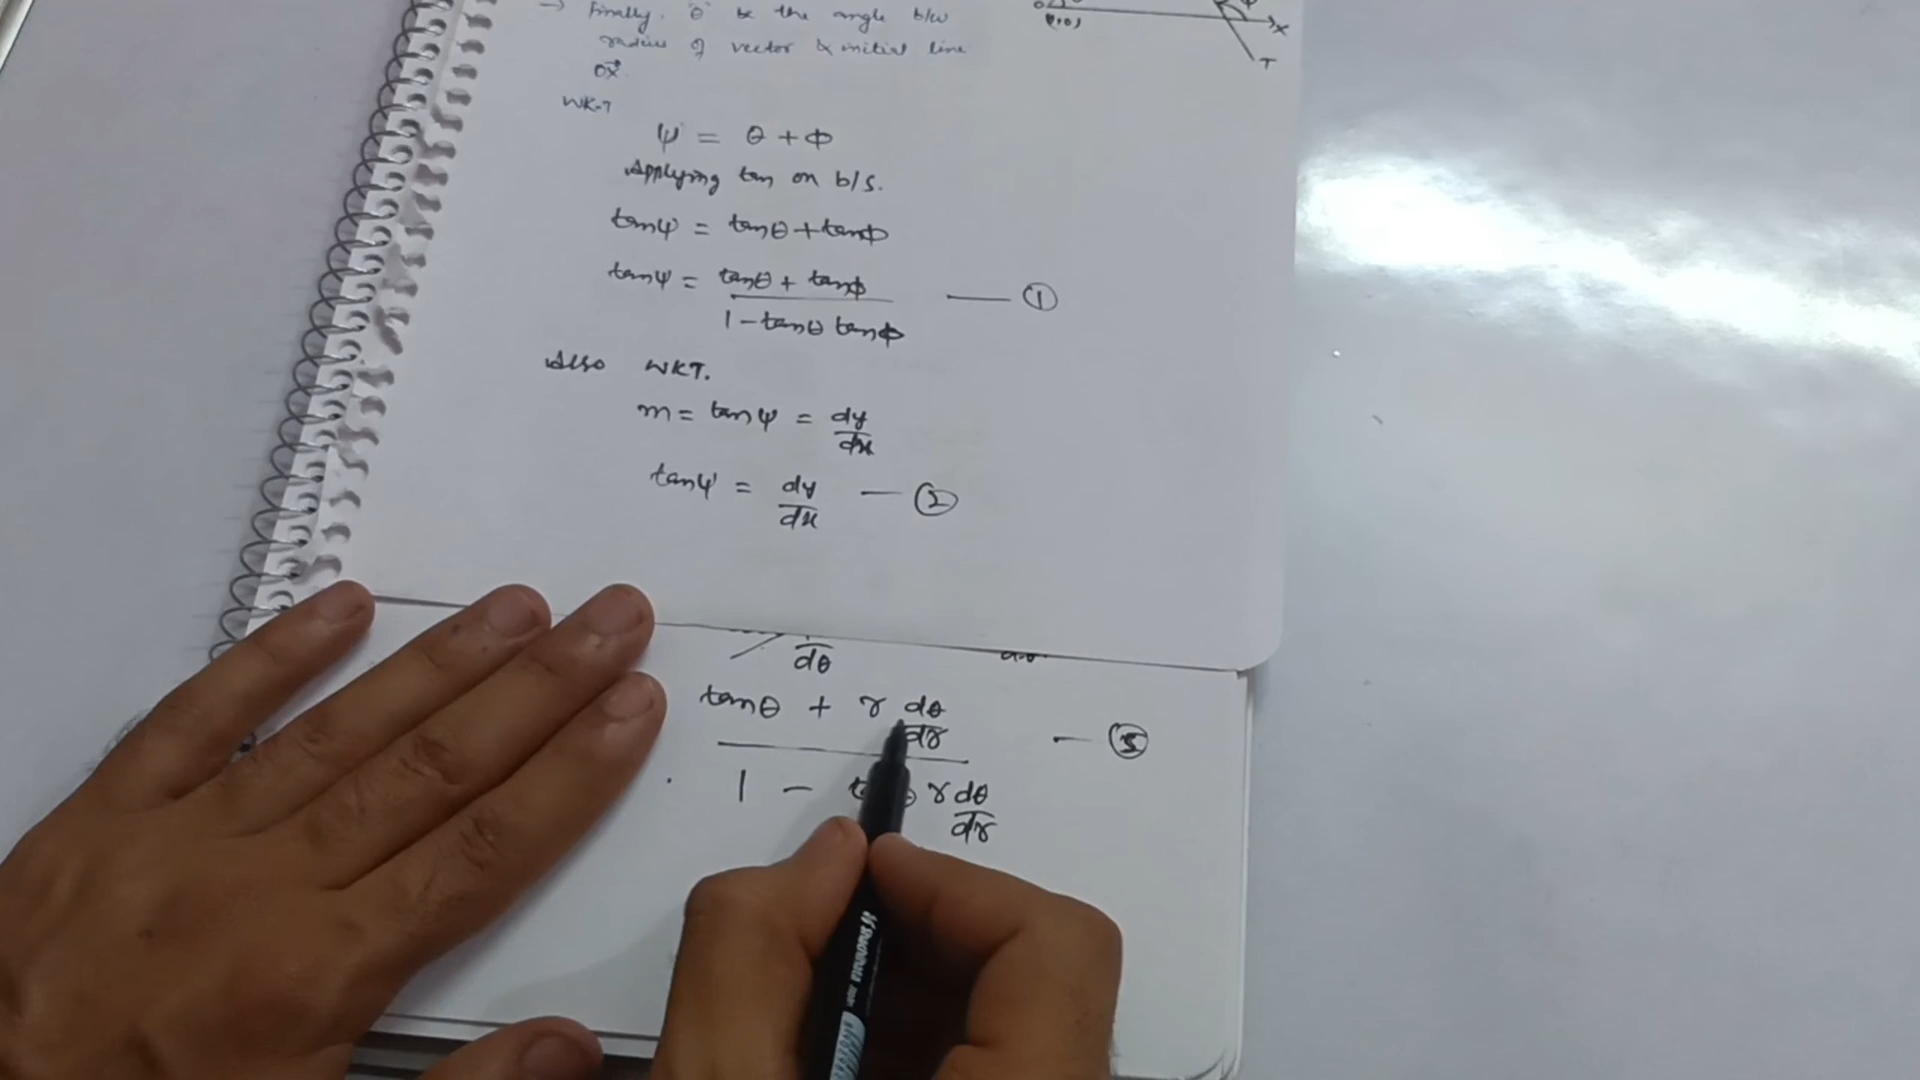 → Finally, 'θ' be the angle b/w
radius of vector & initial line
OX
WK-T
ψ = θ + ϕ
Applying tan on b/s.
tanψ = tanθ + tanϕ
tanψ = tanθ + tanϕ / 1 - tanθ tanϕ — ①
Also WKT.
m = tanψ = dy/dx
tanψ = dy/dx — ②
dθ
tanθ + r dθ/dr — ⑤
1 - r dθ/dr
O
X
T